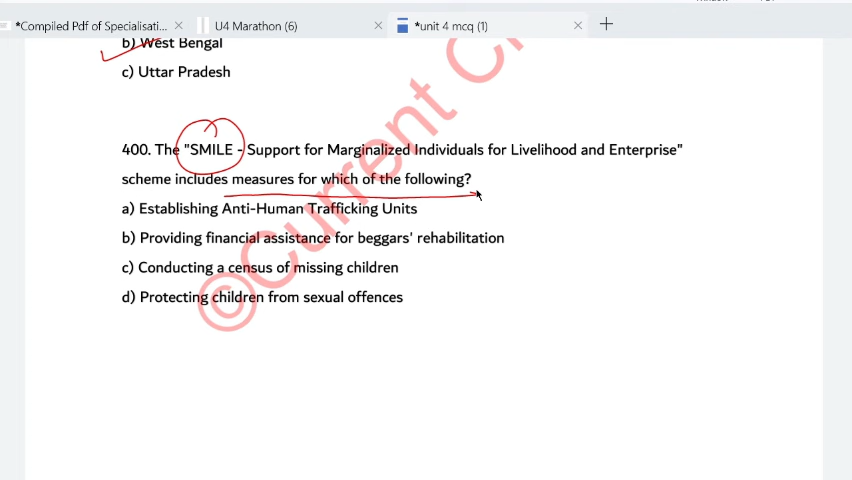 *Compiled Pdf of Specialisati...
U4 Marathon (6)
*unit 4 mcq (1)
b) West Bengal
c) Uttar Pradesh
400. The "SMILE - Support for Marginalized Individuals for Livelihood and Enterprise"
scheme includes measures for which of the following?
a) Establishing Anti-Human Trafficking Units
b) Providing financial assistance for beggars' rehabilitation
c) Conducting a census of missing children
d) Protecting children from sexual offences
©Current C